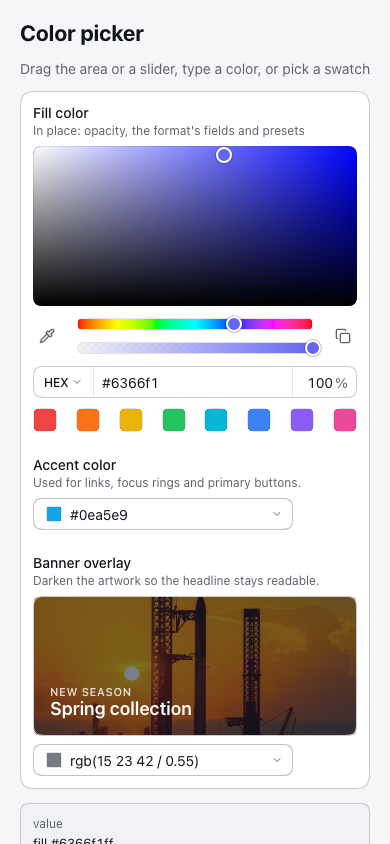 Color picker
Drag the area or a slider, type a color, or pick a swatch
Fill color
In place: opacity, the format's fields and presets
HEX #6366f1 100 %
Accent color
Used for links, focus rings and primary buttons.
#0ea5e9
Banner overlay
Darken the artwork so the headline stays readable.
NEW SEASON
Spring collection
rgb(15 23 42 / 0.55)
value
fill #6366f1ff